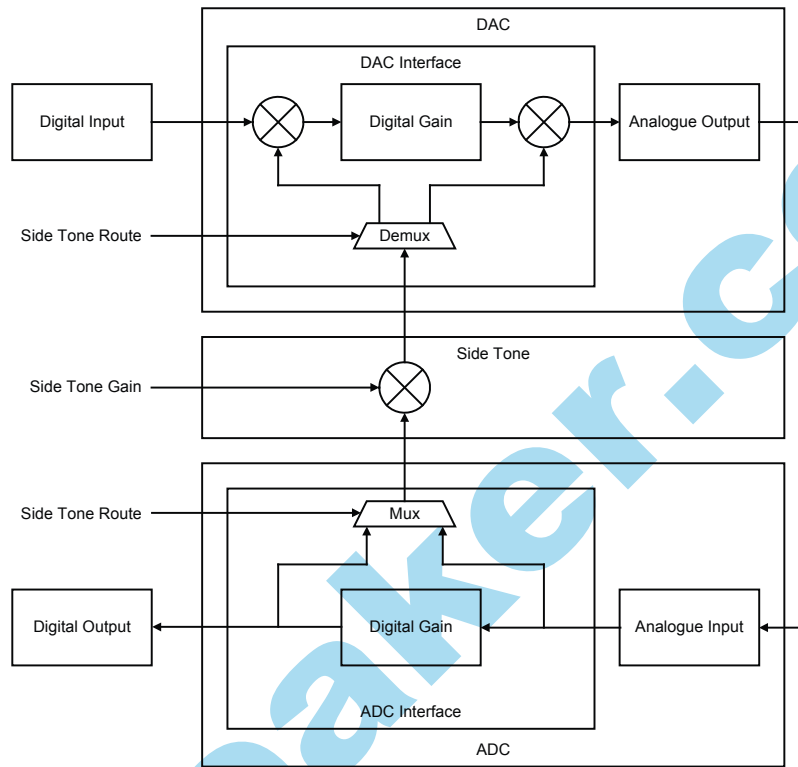 DAC
DAC Interface
Digital Input
Digital Gain
Analogue Output
Side Tone Route
Demux
Side Tone
Side Tone Gain
Side Tone Route
Mux
Digital Output
Digital Gain
Analogue Input
ADC Interface
ADC